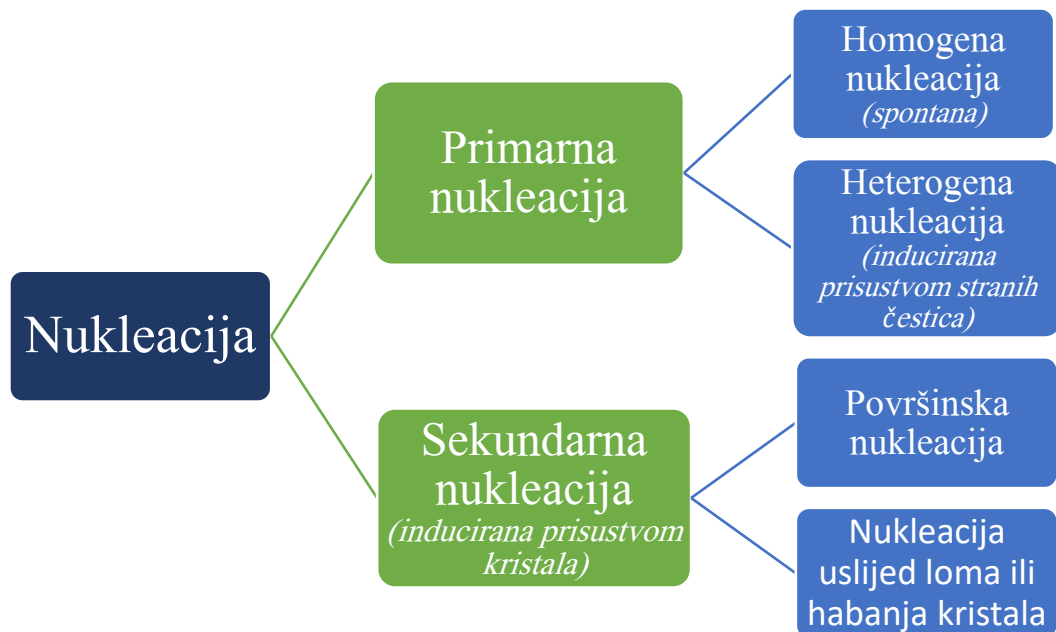 Nukleacija
Primarna
nukleacija
Homogena
nukleacija
(spontana)
Heterogena
nukleacija
(inducirana
prisustvom stranih
čestica)
Sekundarna
nukleacija
(inducirana prisustvom
kristala)
Površinska
nukleacija
Nukleacija
uslijed loma ili
habanja kristala